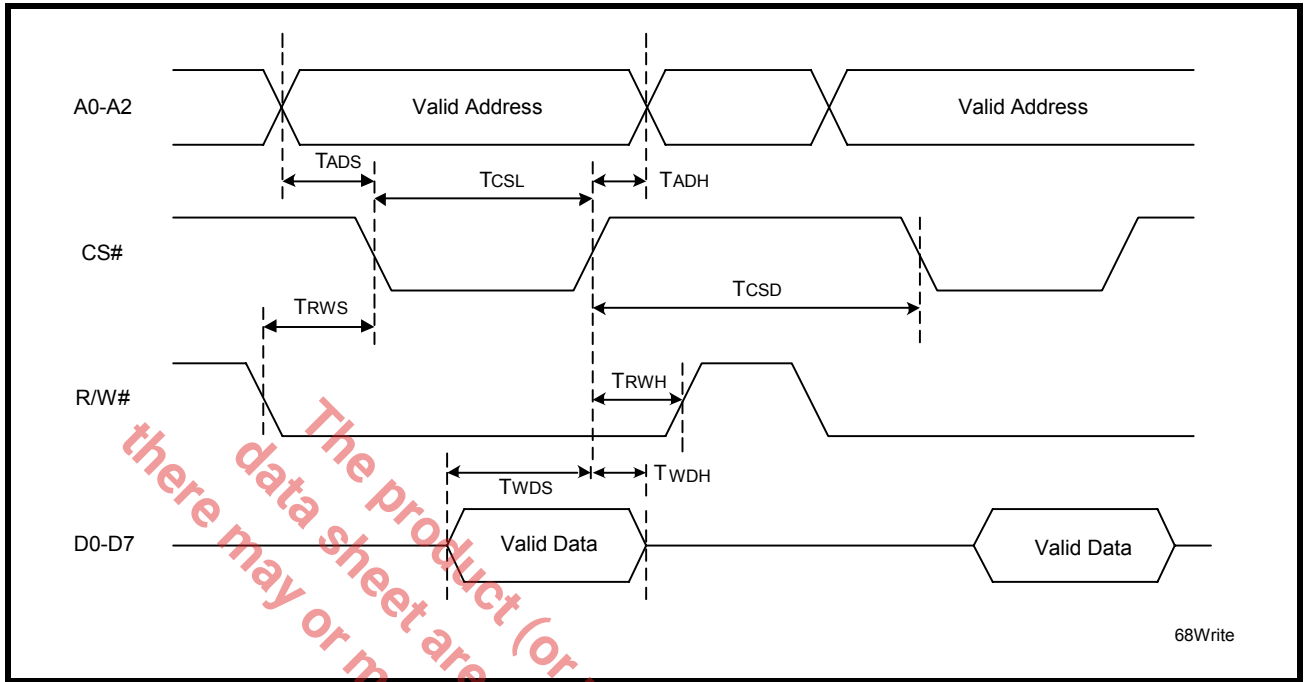 A0-A2
Valid Address
Valid Address
TADS
TCSL
TADH
CS#
TCSD
TRWS
R/W#
TRWH
TWDS
TWDH
D0-D7
Valid Data
Valid Data
68Write
The product (or
data sheet are
there may or m